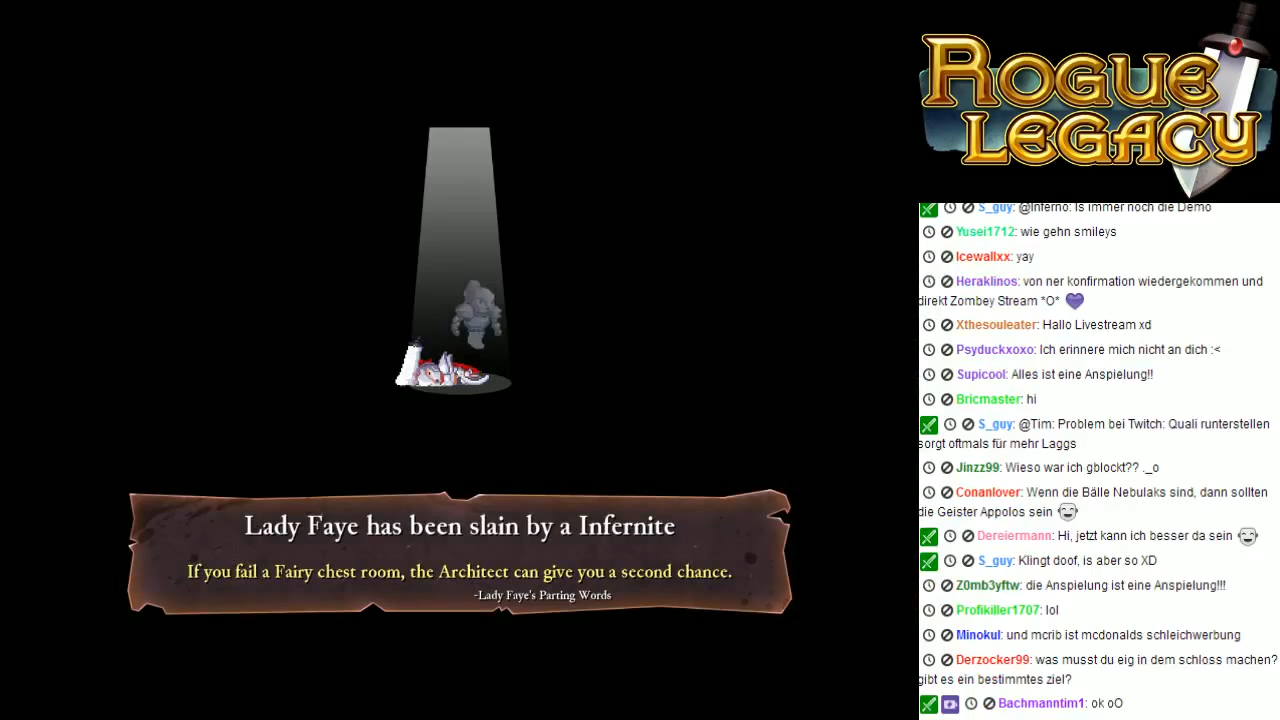 ROGUE
LEGACY
Lady Faye has been slain by a Infernite
If you fail a Fairy chest room, the Architect can give you a second chance.
-Lady Faye's Parting Words
S_guy: @Inferno: Is immer noch die Demo
Yusei1712: wie gehn smileys
Icewallxx: yay
Heraklinos: von ner konfirmation wiedergekommen und
direkt Zombey Stream *O*
Xthesouleater: Hallo Livestream xd
Psyduckxoxo: Ich erinnere mich nicht an dich :<
Supicool: Alles ist eine Anspielung!!
Bricmaster: hi
S_guy: @Tim: Problem bei Twitch: Quali runterstellen
sorgt oftmals für mehr Laggs
Jinzz99: Wieso war ich gblockt?? ._o
Conanlover: Wenn die Bälle Nebulaks sind, dann sollten
die Geister Appolos sein
Dereiermann: Hi, jetzt kann ich besser da sein
S_guy: Klingt doof, is aber so XD
Z0mb3yftw: die Anspielung ist eine Anspielung!!!
Profikiller1707: lol
Minokul: und mcrib ist mcdonalds schleichwerbung
Derzocker99: was musst du eig in dem schloss machen?
gibt es ein bestimmtes ziel?
Bachmanntim1: ok oO